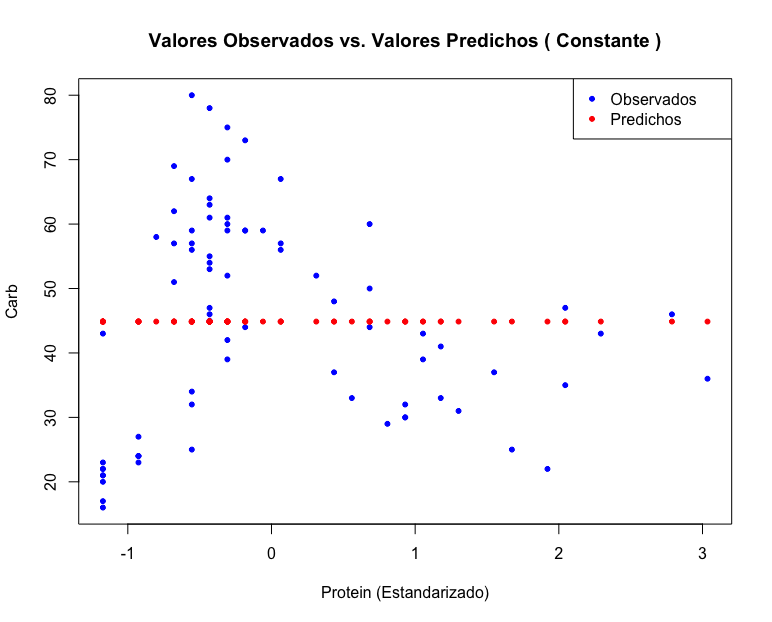 Valores Observados vs. Valores Predichos ( Constante )
Observados
Predichos
80
70
60
50
40
30
20
Carb
-1 0 1 2 3
Protein (Estandarizado)